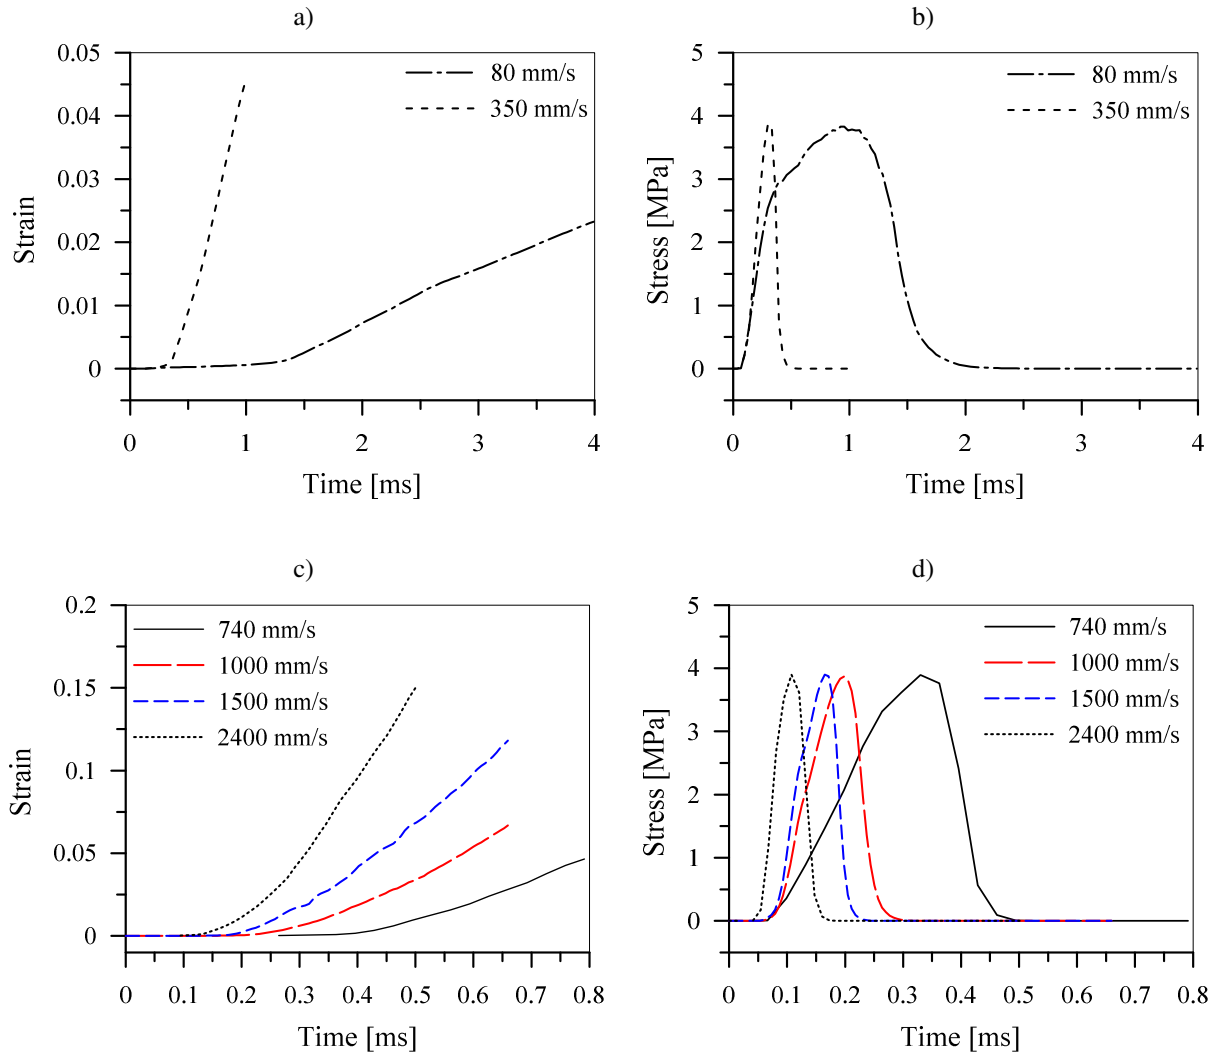 a)
0.05
0.04
0.03
0.02
0.01
0
Strain
80 mm/s
350 mm/s
0 1 2 3 4
Time [ms]
b)
5
4
3
2
1
0
Stress [MPa]
80 mm/s
350 mm/s
0 1 2 3 4
Time [ms]
c)
0.2
0.15
0.1
0.05
0
Strain
740 mm/s
1000 mm/s
1500 mm/s
2400 mm/s
0 0.1 0.2 0.3 0.4 0.5 0.6 0.7 0.8
Time [ms]
d)
5
4
3
2
1
0
Stress [MPa]
740 mm/s
1000 mm/s
1500 mm/s
2400 mm/s
0 0.1 0.2 0.3 0.4 0.5 0.6 0.7 0.8
Time [ms]